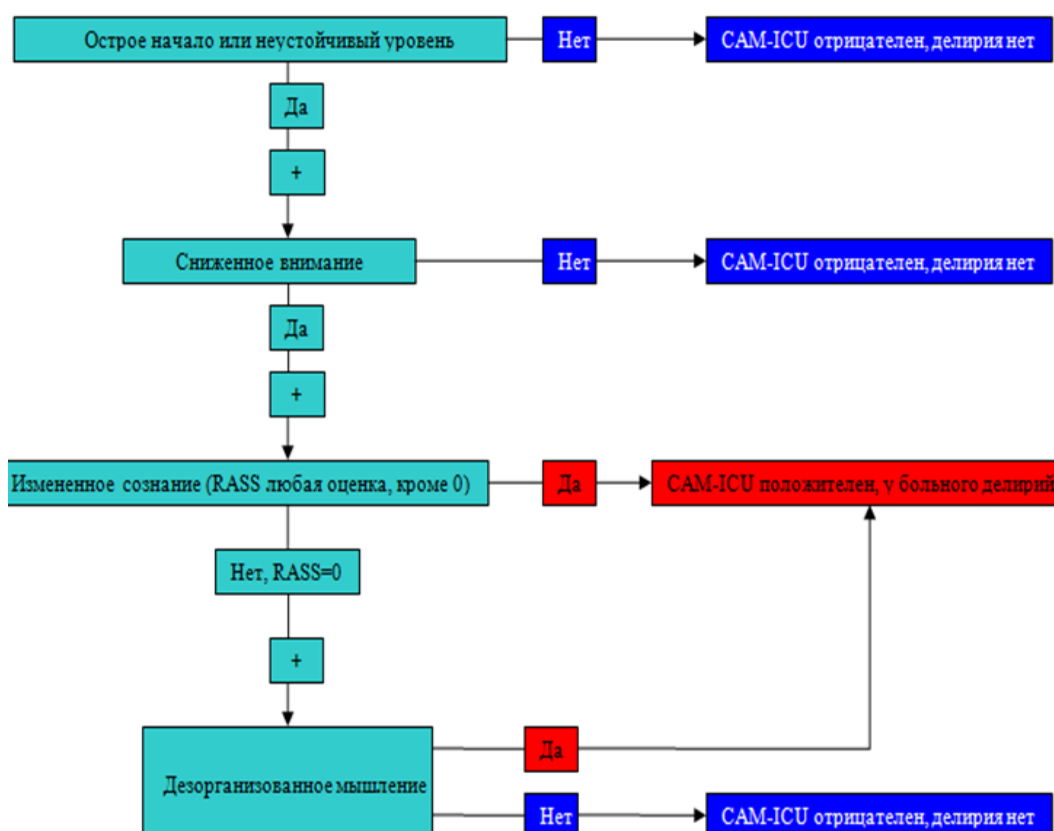 Острое начало или неустойчивый уровень
Нет
CAM-ICU отрицателен, делирия нет
Да
+
Сниженное внимание
Нет
CAM-ICU отрицателен, делирия нет
Да
+
Измененное сознание (RASS любая оценка, кроме 0)
Да
CAM-ICU положителен, у больного делирий
Нет, RASS=0
+
Дезорганизованное мышление
Да
Нет
CAM-ICU отрицателен, делирия нет